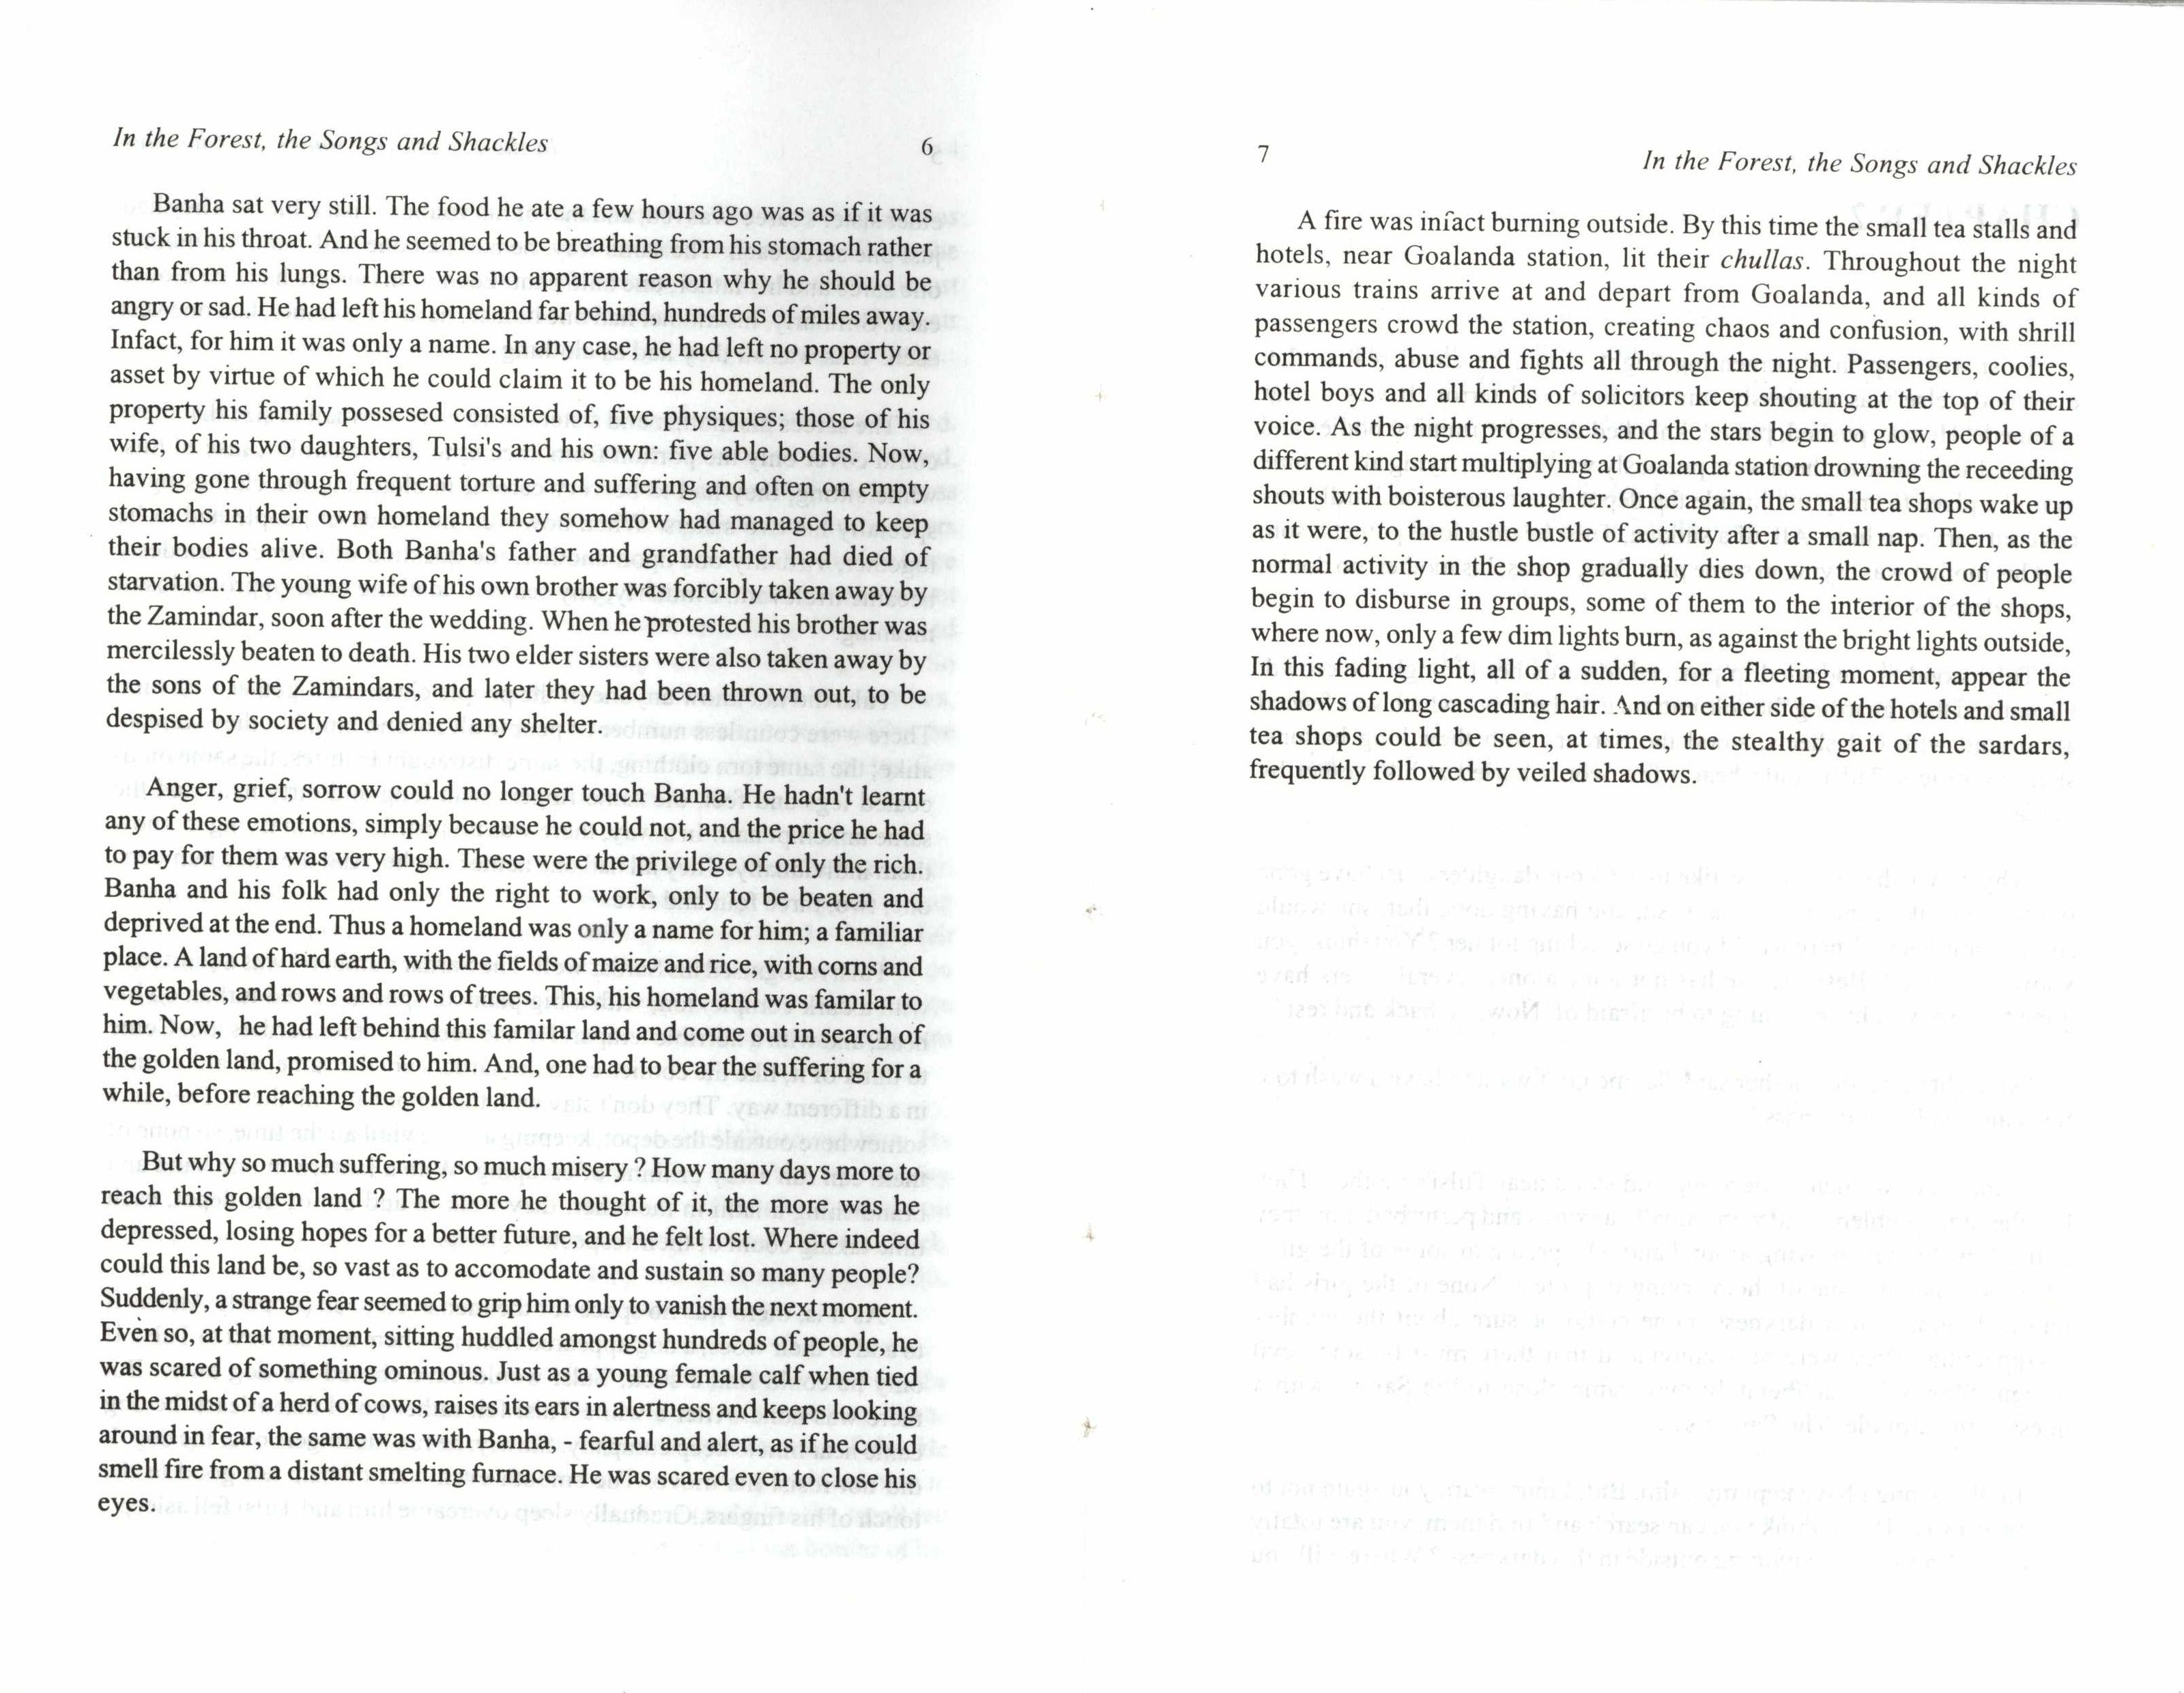 In the Forest, the Songs and Shackles 6
Banha sat very still. The food he ate a few hours ago was as if it was
stuck in his throat. And he seemed to be breathing from his stomach rather
than from his lungs. There was no apparent reason why he should be
angry or sad. He had left his homeland far behind, hundreds of miles away.
Infact, for him it was only a name. In any case, he had left no property or
asset by virtue of which he could claim it to be his homeland. The only
property his family possesed consisted of, five physiques; those of his
wife, of his two daughters, Tulsi's and his own: five able bodies. Now,
having gone through frequent torture and suffering and often on empty
stomachs in their own homeland they somehow had managed to keep
their bodies alive. Both Banha's father and grandfather had died of
starvation. The young wife of his own brother was forcibly taken away by
the Zamindar, soon after the wedding. When he protested his brother was
mercilessly beaten to death. His two elder sisters were also taken away by
the sons of the Zamindars, and later they had been thrown out, to be
despised by society and denied any shelter.
Anger, grief, sorrow could no longer touch Banha. He hadn't learnt
any of these emotions, simply because he could not, and the price he had
to pay for them was very high. These were the privilege of only the rich.
Banha and his folk had only the right to work, only to be beaten and
deprived at the end. Thus a homeland was only a name for him; a familiar
place. A land of hard earth, with the fields of maize and rice, with corns and
vegetables, and rows and rows of trees. This, his homeland was familar to
him. Now, he had left behind this familar land and come out in search of
the golden land, promised to him. And, one had to bear the suffering for a
while, before reaching the golden land.
But why so much suffering, so much misery ? How many days more to
reach this golden land ? The more he thought of it, the more was he
depressed, losing hopes for a better future, and he felt lost. Where indeed
could this land be, so vast as to accomodate and sustain so many people?
Suddenly, a strange fear seemed to grip him only to vanish the next moment.
Even so, at that moment, sitting huddled amongst hundreds of people, he
was scared of something ominous. Just as a young female calf when tied
in the midst of a herd of cows, raises its ears in alertness and keeps looking
around in fear, the same was with Banha, - fearful and alert, as if he could
smell fire from a distant smelting furnace. He was scared even to close his
eyes.
7 In the Forest, the Songs and Shackles
A fire was infact burning outside. By this time the small tea stalls and
hotels, near Goalanda station, lit their chullas. Throughout the night
various trains arrive at and depart from Goalanda, and all kinds of
passengers crowd the station, creating chaos and confusion, with shrill
commands, abuse and fights all through the night. Passengers, coolies,
hotel boys and all kinds of solicitors keep shouting at the top of their
voice. As the night progresses, and the stars begin to glow, people of a
different kind start multiplying at Goalanda station drowning the receeding
shouts with boisterous laughter. Once again, the small tea shops wake up
as it were, to the hustle bustle of activity after a small nap. Then, as the
normal activity in the shop gradually dies down, the crowd of people
begin to disburse in groups, some of them to the interior of the shops,
where now, only a few dim lights burn, as against the bright lights outside,
In this fading light, all of a sudden, for a fleeting moment, appear the
shadows of long cascading hair. And on either side of the hotels and small
tea shops could be seen, at times, the stealthy gait of the sardars,
frequently followed by veiled shadows.